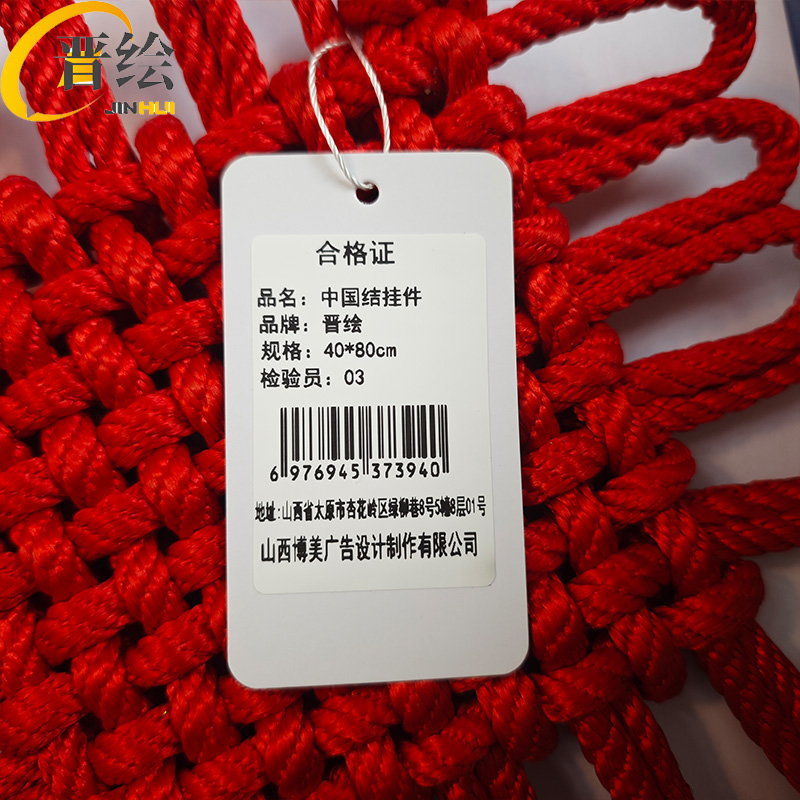 晋绘
JINHUI
合格证
品名：中国结挂件
品牌：晋绘
规格：40*80cm
检验员：03
6 976945 373940
地址:山西省太原市杏花岭区绿柳巷8号5幢8层01号
山西博美广告设计制作有限公司